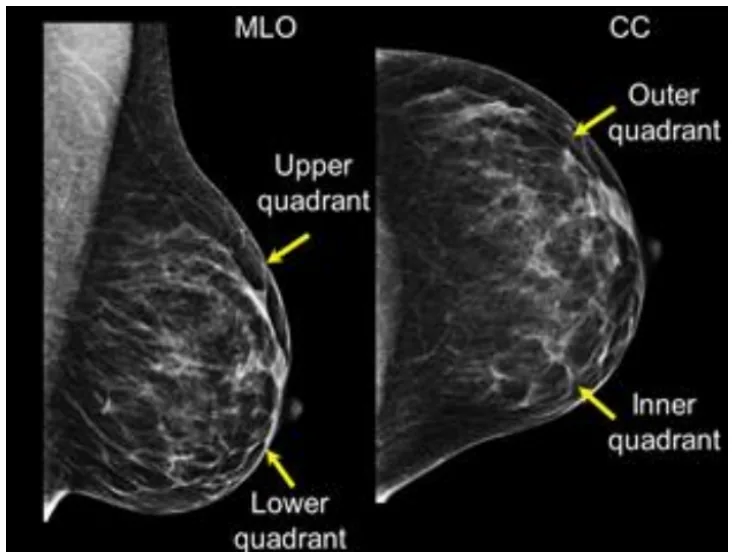 MLO
CC
Outer
quadrant
Upper
quadrant
Inner
quadrant
Lower
quadrant